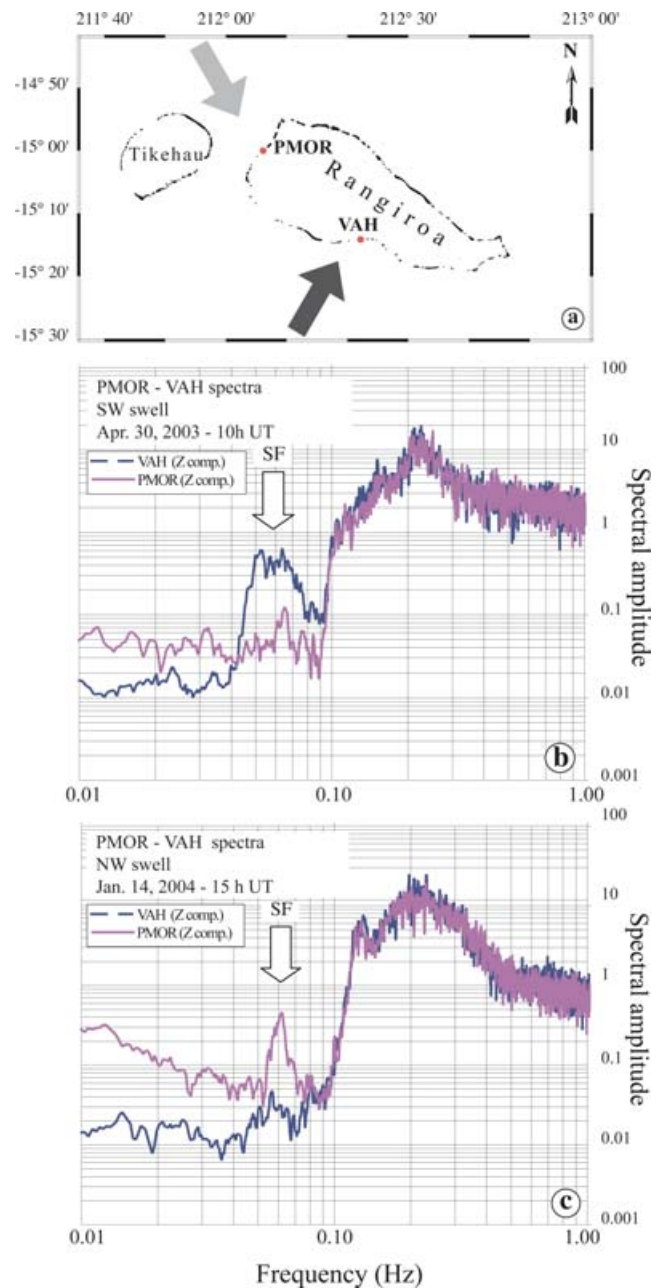 211° 40' 212° 00' 212° 30' 213° 00'
-14° 50'
-15° 00'
-15° 10'
-15° 20'
-15° 30'
N
Tikehau
PMOR
Rangiroa
VAH
a
PMOR - VAH spectra
SW swell
Apr. 30, 2003 - 10h UT
SF
VAH (Z comp.)
PMOR (Z comp.)
100
10
1
0.1
0.01
0.001
Spectral amplitude
b
0.01 0.10 1.00
PMOR - VAH spectra
NW swell
Jan. 14, 2004 - 15 h UT
SF
VAH (Z comp.)
PMOR (Z comp.)
100
10
1
0.1
0.01
0.001
Spectral amplitude
c
0.01 0.10 1.00
Frequency (Hz)